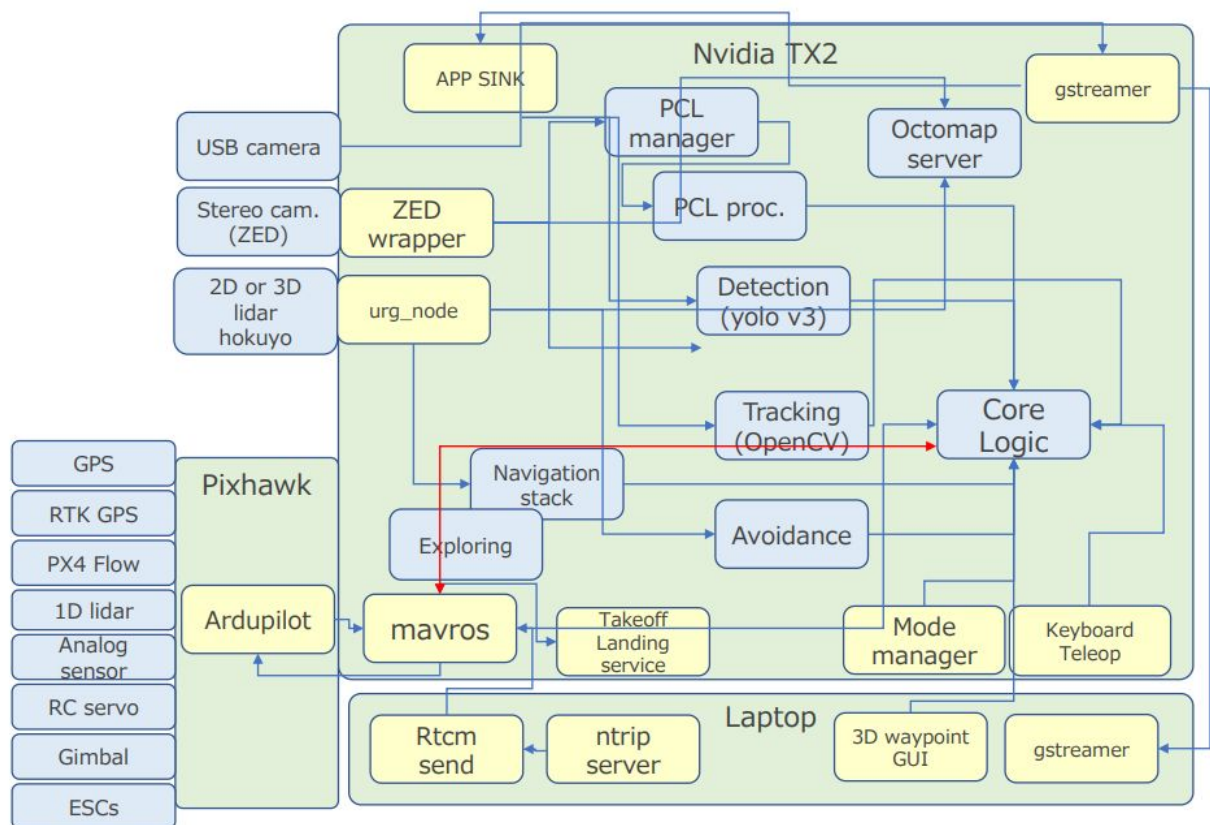 Nvidia TX2
APP SINK
gstreamer
PCL
manager
Octomap
server
USB camera
Stereo cam.
(ZED)
ZED
wrapper
PCL proc.
2D or 3D
lidar
hokuyo
urg_node
Detection
(yolo v3)
Tracking
(OpenCV)
Core
Logic
Navigation
stack
Exploring
Avoidance
GPS
RTK GPS
PX4 Flow
1D lidar
Analog
sensor
RC servo
Gimbal
ESCs
Pixhawk
Ardupilot
mavros
Takeoff
Landing
service
Mode
manager
Keyboard
Teleop
Laptop
Rtcm
send
ntrip
server
3D waypoint
GUI
gstreamer